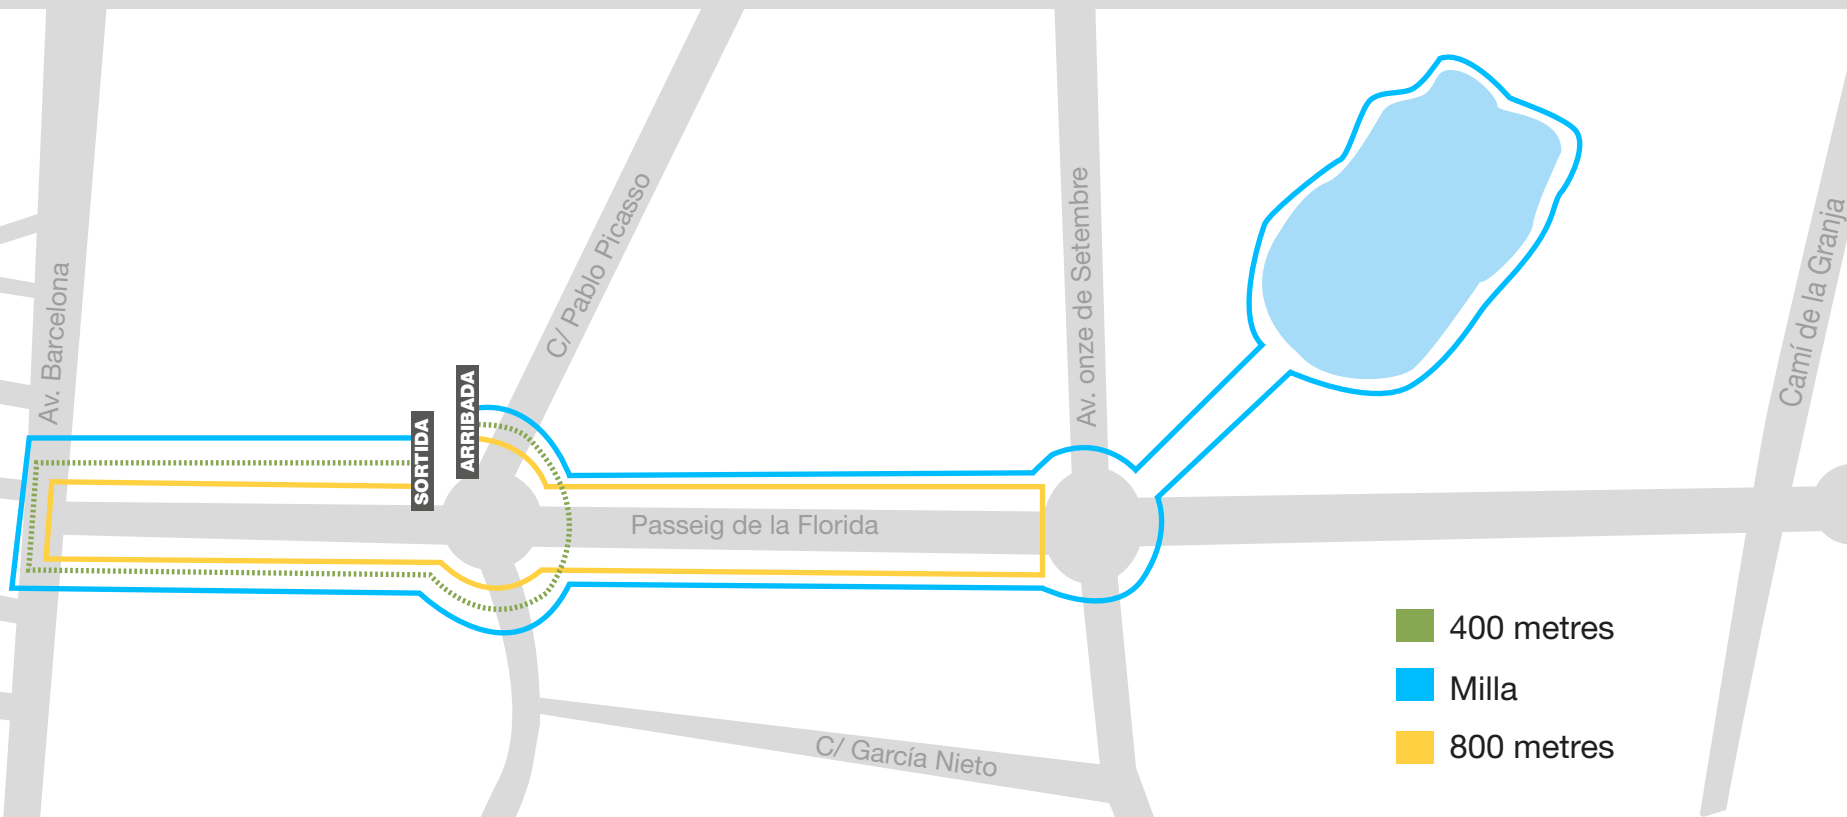 Av. Barcelona
C/ Pablo Picasso
Av. onze de Setembre
Camí de la Granja
SORTIDA
ARRIBADA
Passeig de la Florida
C/ García Nieto
400 metres
Milla
800 metres